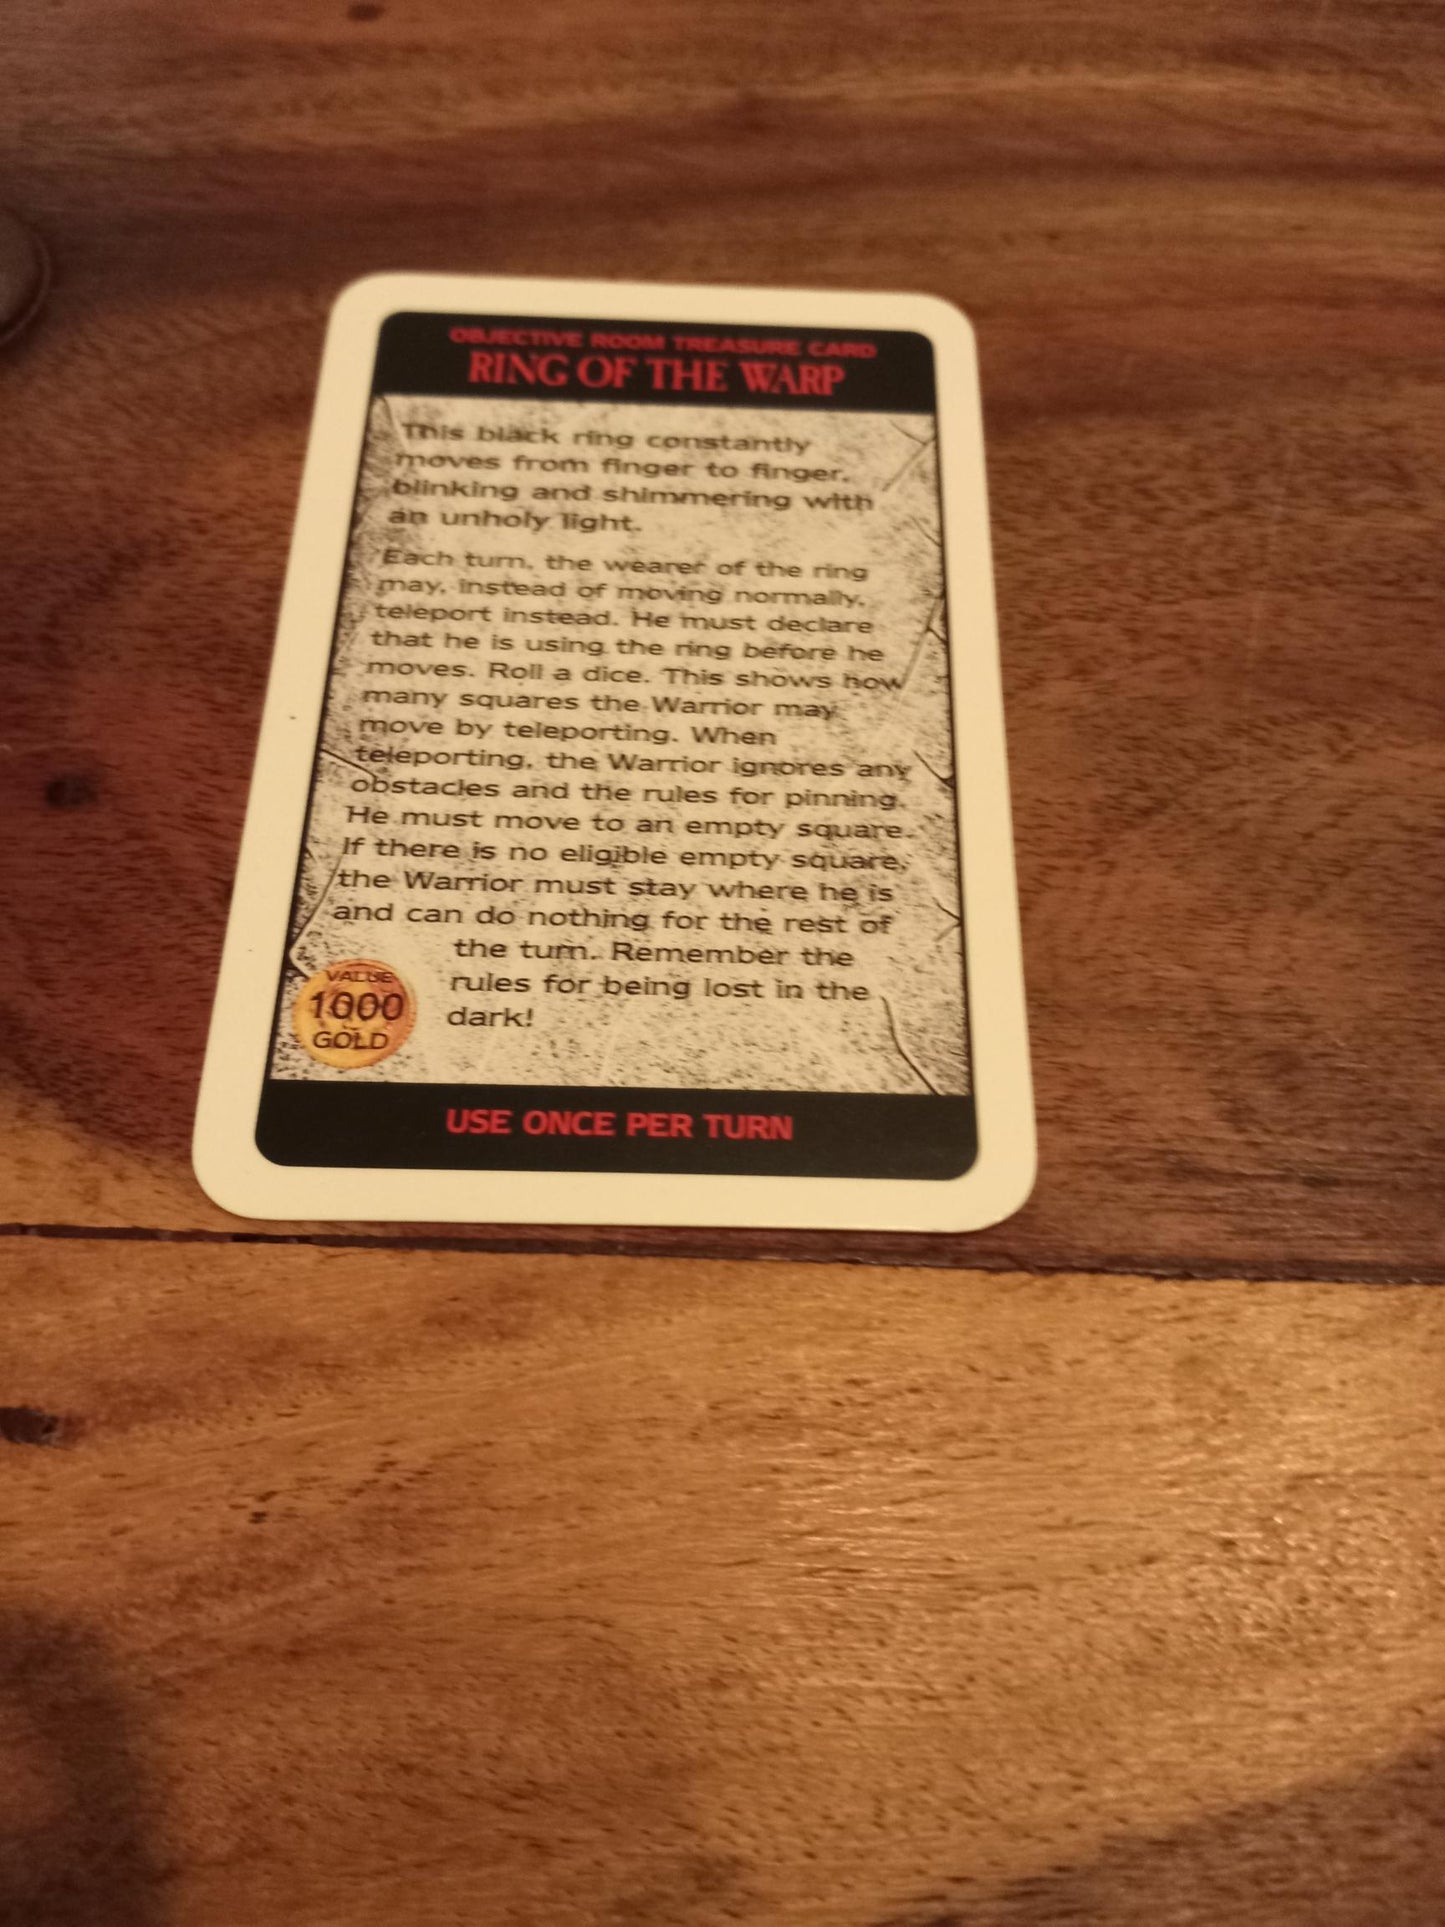 OBJECTIVE ROOM TREASURE CARD
RING OF THE WARP
This black ring constantly
moves from finger to finger,
blinking and shimmering with
an unholy light.
Each turn, the wearer of the ring
may, instead of moving normally,
teleport instead. He must declare
that he is using the ring before he
moves. Roll a dice. This shows how
many squares the Warrior may
move by teleporting. When
teleporting, the Warrior ignores any
obstacles and the rules for pinning.
He must move to an empty square.
If there is no eligible empty square,
the Warrior must stay where he is
and can do nothing for the rest of
the turn. Remember the
rules for being lost in the
dark!
VALUE
1000
GOLD
USE ONCE PER TURN